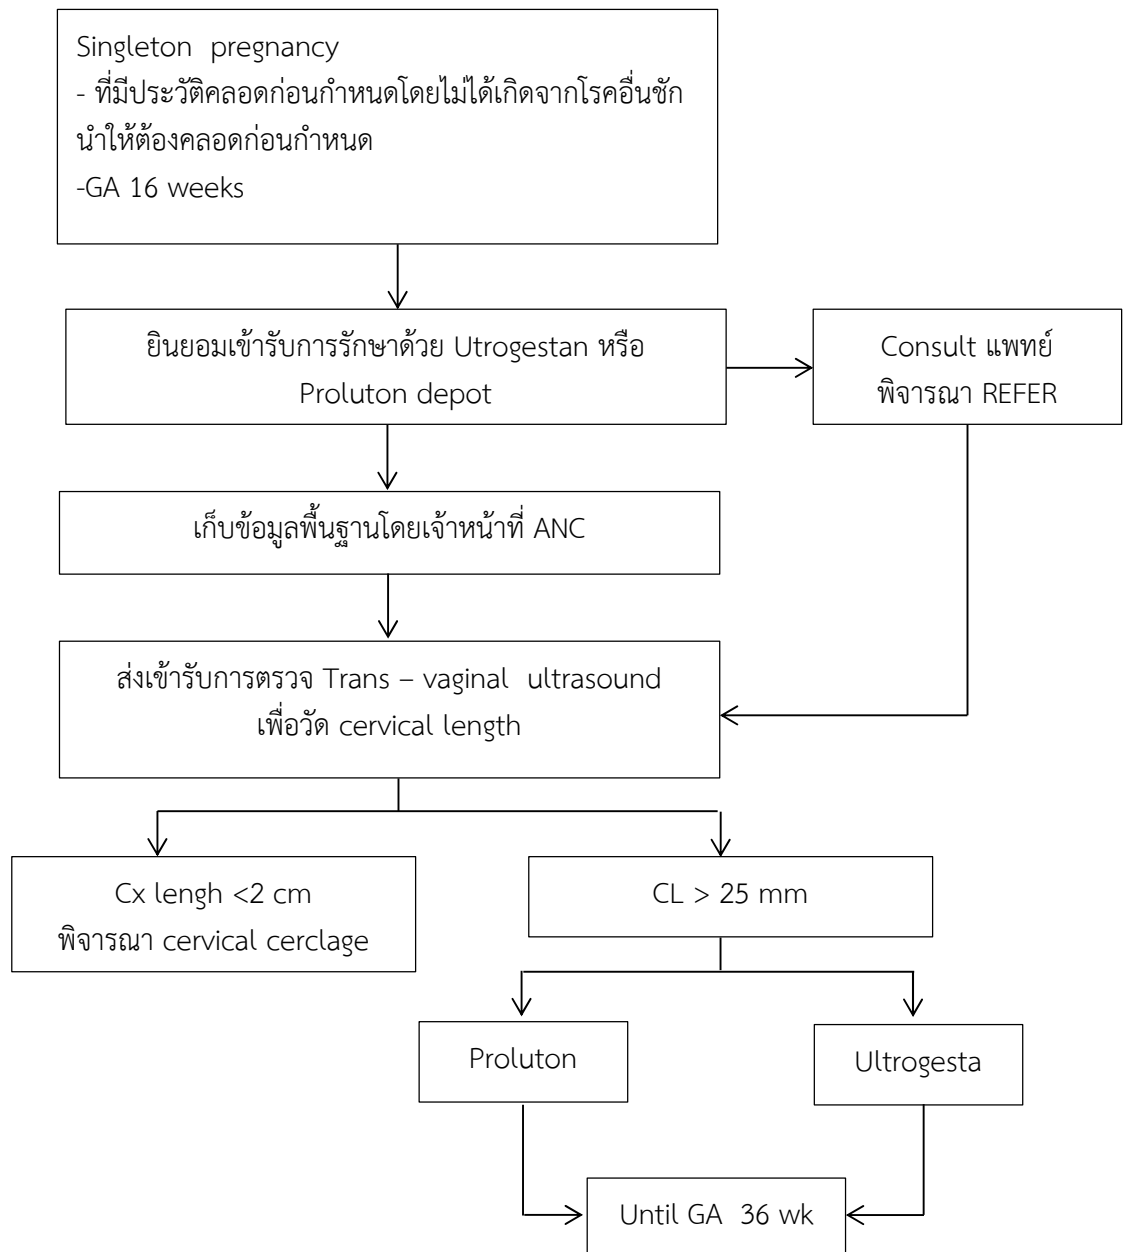 Singleton pregnancy
- ที่มีประวัติคลอดก่อนกำหนดโดยไม่ได้เกิดจากโรคอื่นชัก
นำให้ต้องคลอดก่อนกำหนด
-GA 16 weeks
ยินยอมเข้ารับการรักษาด้วย Utrogestan หรือ
Proluton depot
Consult แพทย์
พิจารณา REFER
เก็บข้อมูลพื้นฐานโดยเจ้าหน้าที่ ANC
ส่งเข้ารับการตรวจ Trans – vaginal ultrasound
เพื่อวัด cervical length
Cx lengh <2 cm
พิจารณา cervical cerclage
CL > 25 mm
Proluton
Ultrogesta
Until GA 36 wk